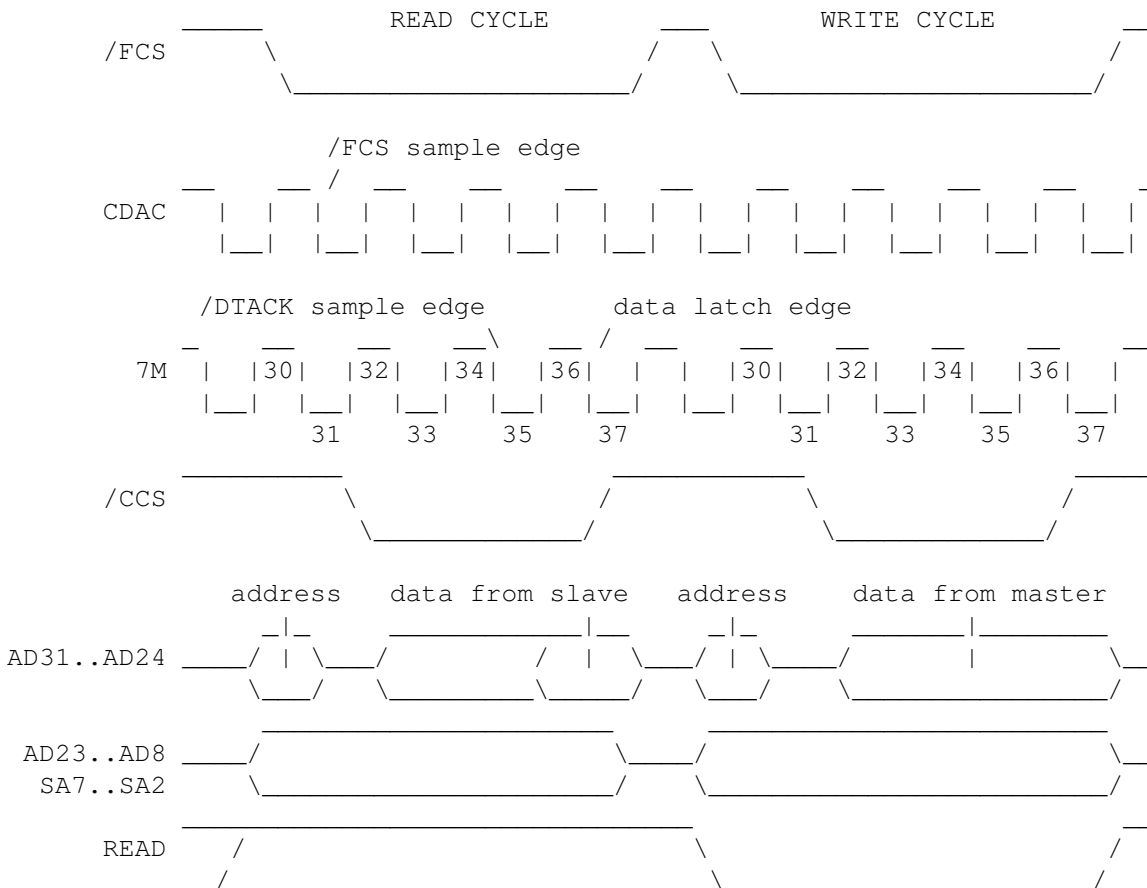 READ CYCLE WRITE CYCLE
/FCS
/FCS sample edge
CDAC
/DTACK sample edge data latch edge
7M 30 32 34 36 30 32 34 36
31 33 35 37 31 33 35 37
/CCS
address data from slave address data from master
AD31..AD24
AD23..AD8
SA7..SA2
READ